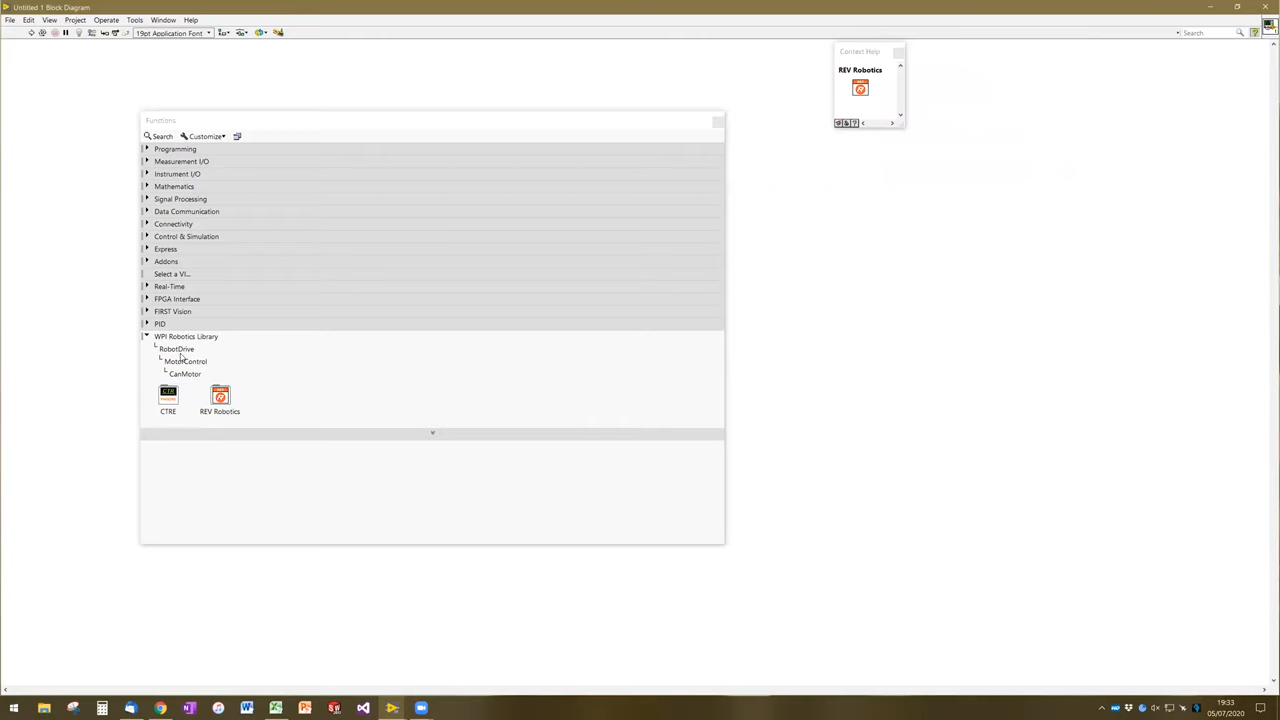 Untitled 1 Block Diagram
File Edit View Project Operate Tools Window Help
19pt Application Font
Search
Context Help
REV Robotics
Functions
Search Customize
Programming
Measurement I/O
Instrument I/O
Mathematics
Signal Processing
Data Communication
Connectivity
Control & Simulation
Express
Addons
Select a VI...
Real-Time
FPGA Interface
FIRST Vision
PID
WPI Robotics Library
RobotDrive
MotorControl
CanMotor
CTRE REV Robotics
19:33
05/07/2020